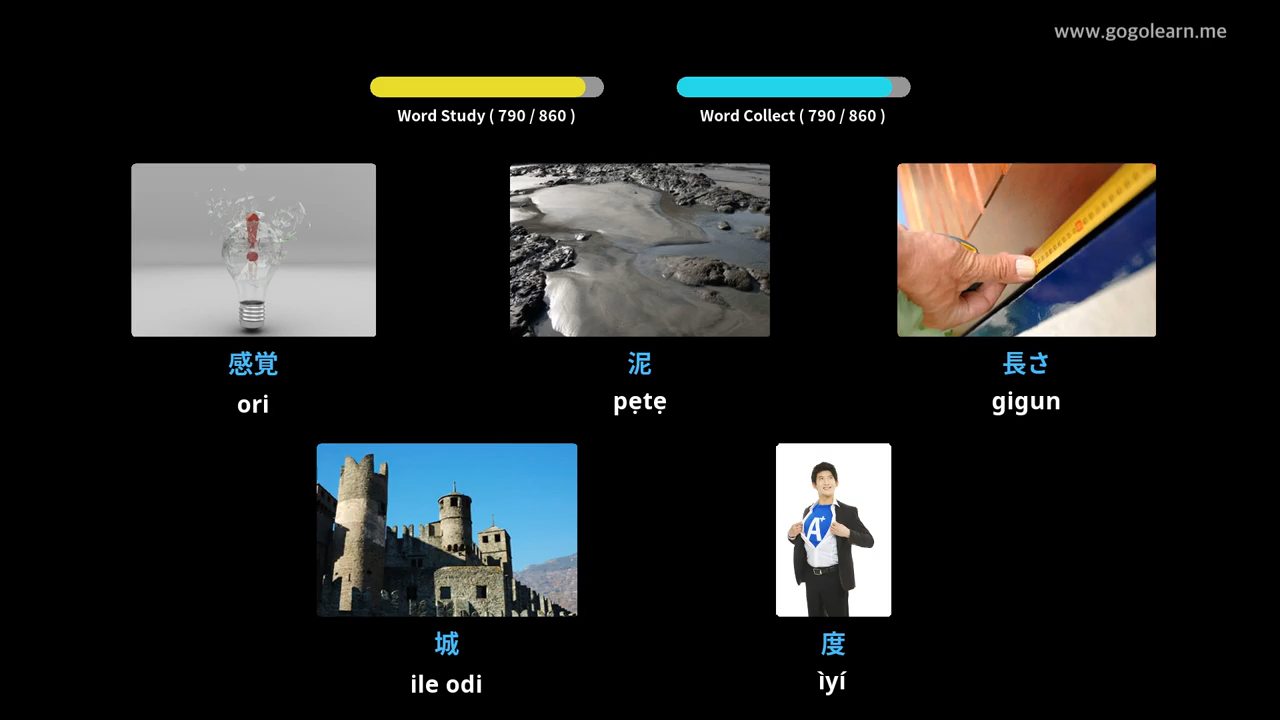 www.gogolearn.me
Word Study ( 790 / 860 )
Word Collect ( 790 / 860 )
感覚
ori
泥
pẹtẹ
長さ
gigun
城
ile odi
A+
度
ìyí